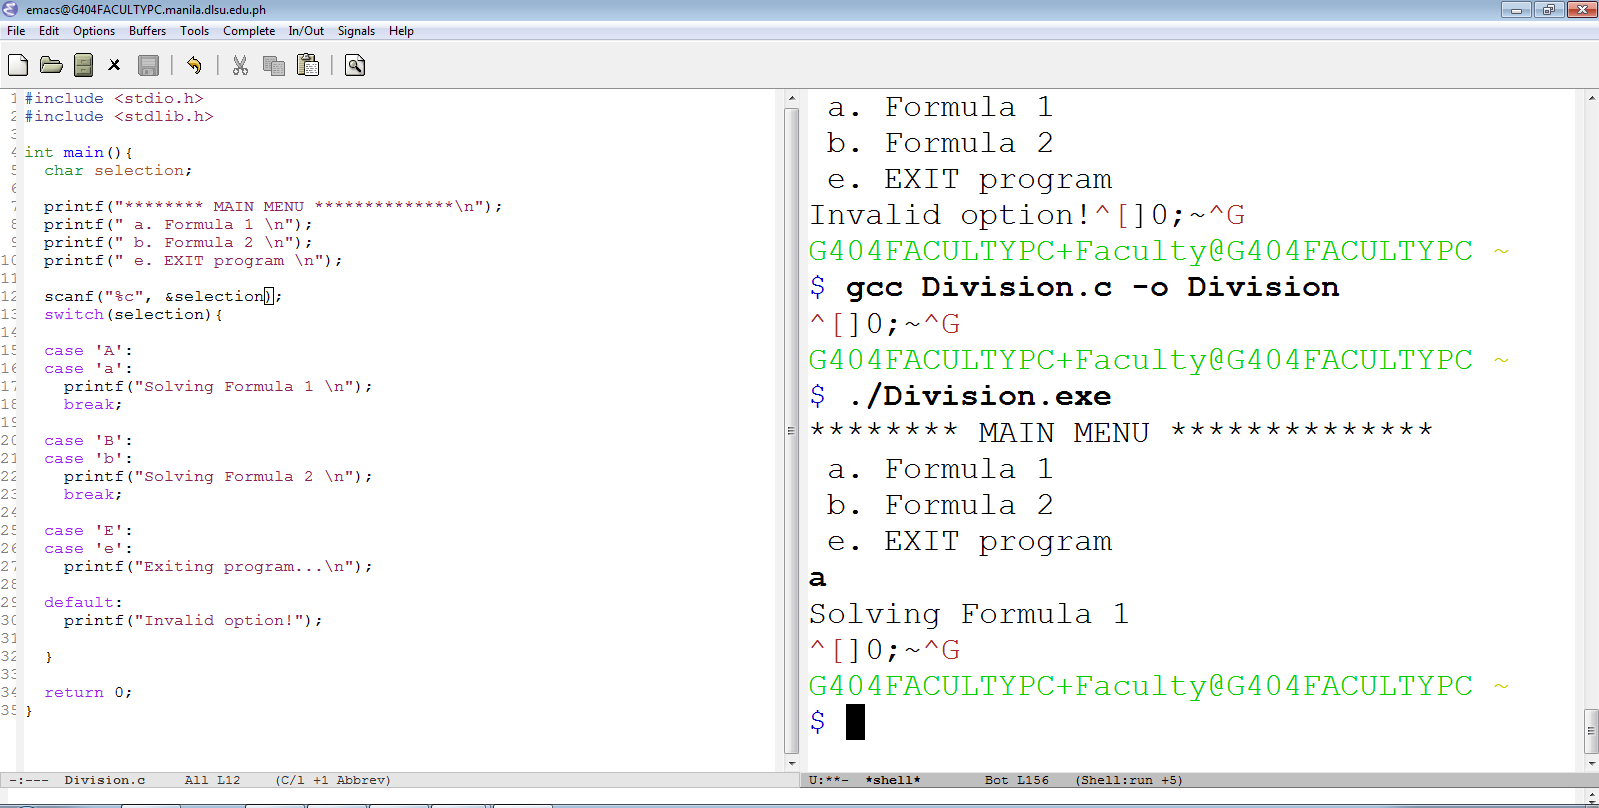 emacs@G404FACULTYPC.manila.dlsu.edu.ph
File Edit Options Buffers Tools Complete In/Out Signals Help
1 #include <stdio.h>
2 #include <stdlib.h>
3
4 int main(){
5   char selection;
6
7   printf("******** MAIN MENU **************\n");
8   printf(" a. Formula 1 \n");
9   printf(" b. Formula 2 \n");
10   printf(" e. EXIT program \n");
11
12   scanf("%c", &selection);
13   switch(selection){
14
15   case 'A':
16   case 'a':
17     printf("Solving Formula 1 \n");
18     break;
19
20   case 'B':
21   case 'b':
22     printf("Solving Formula 2 \n");
23     break;
24
25   case 'E':
26   case 'e':
27     printf("Exiting program...\n");
28
29   default:
30     printf("Invalid option!");
31
32   }
33
34   return 0;
35 }
-:--- Division.c All L12 (C/l +1 Abbrev)
a. Formula 1
b. Formula 2
e. EXIT program
Invalid option!^[]0;~^G
G404FACULTYPC+Faculty@G404FACULTYPC ~
$ gcc Division.c -o Division
^[]0;~^G
G404FACULTYPC+Faculty@G404FACULTYPC ~
$ ./Division.exe
******** MAIN MENU **************
a. Formula 1
b. Formula 2
e. EXIT program
a
Solving Formula 1
^[]0;~^G
G404FACULTYPC+Faculty@G404FACULTYPC ~
$
U:**- *shell* Bot L156 (Shell:run +5)